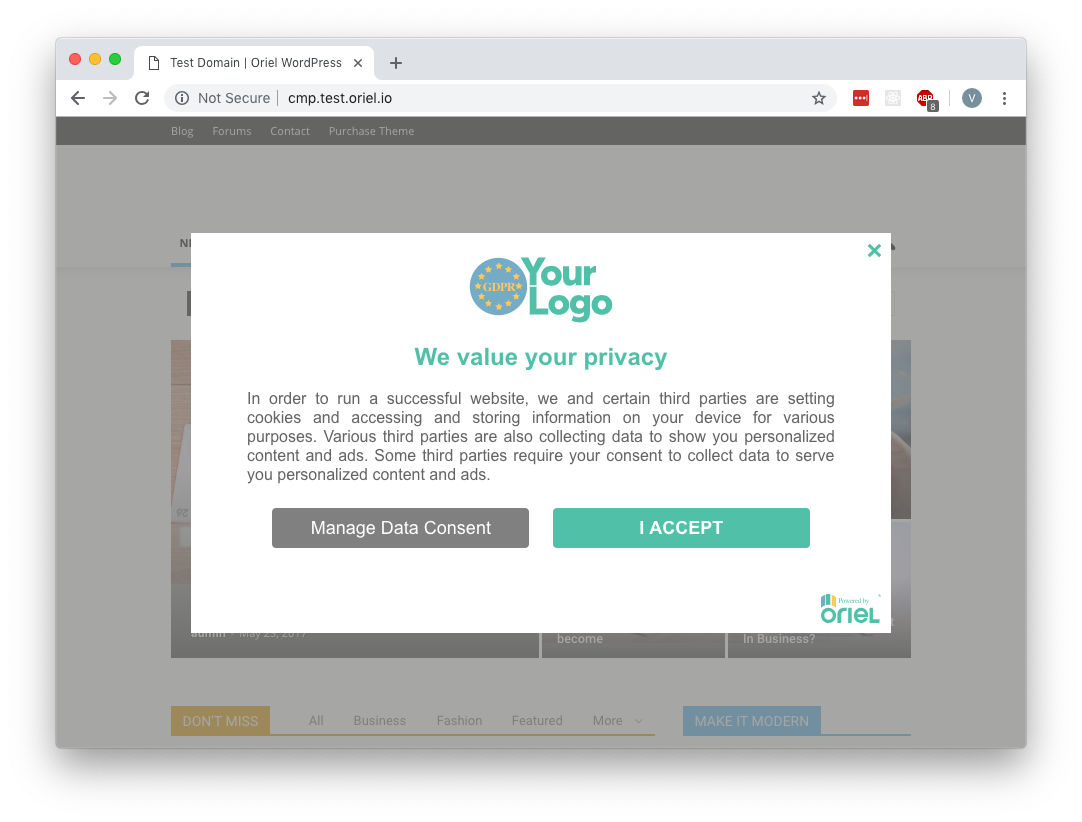 Test Domain | Oriel WordPress
Not Secure | cmp.test.oriel.io
ABP
8
V
Blog Forums Contact Purchase Theme
GDPR
Your
Logo
We value your privacy
In order to run a successful website, we and certain third parties are setting
cookies and accessing and storing information on your device for various
purposes. Various third parties are also collecting data to show you personalized
content and ads. Some third parties require your consent to collect data to serve
you personalized content and ads.
Manage Data Consent I ACCEPT
Powered by
oriel
admin - May 23, 2017
become In Business?
DON'T MISS All Business Fashion Featured More MAKE IT MODERN